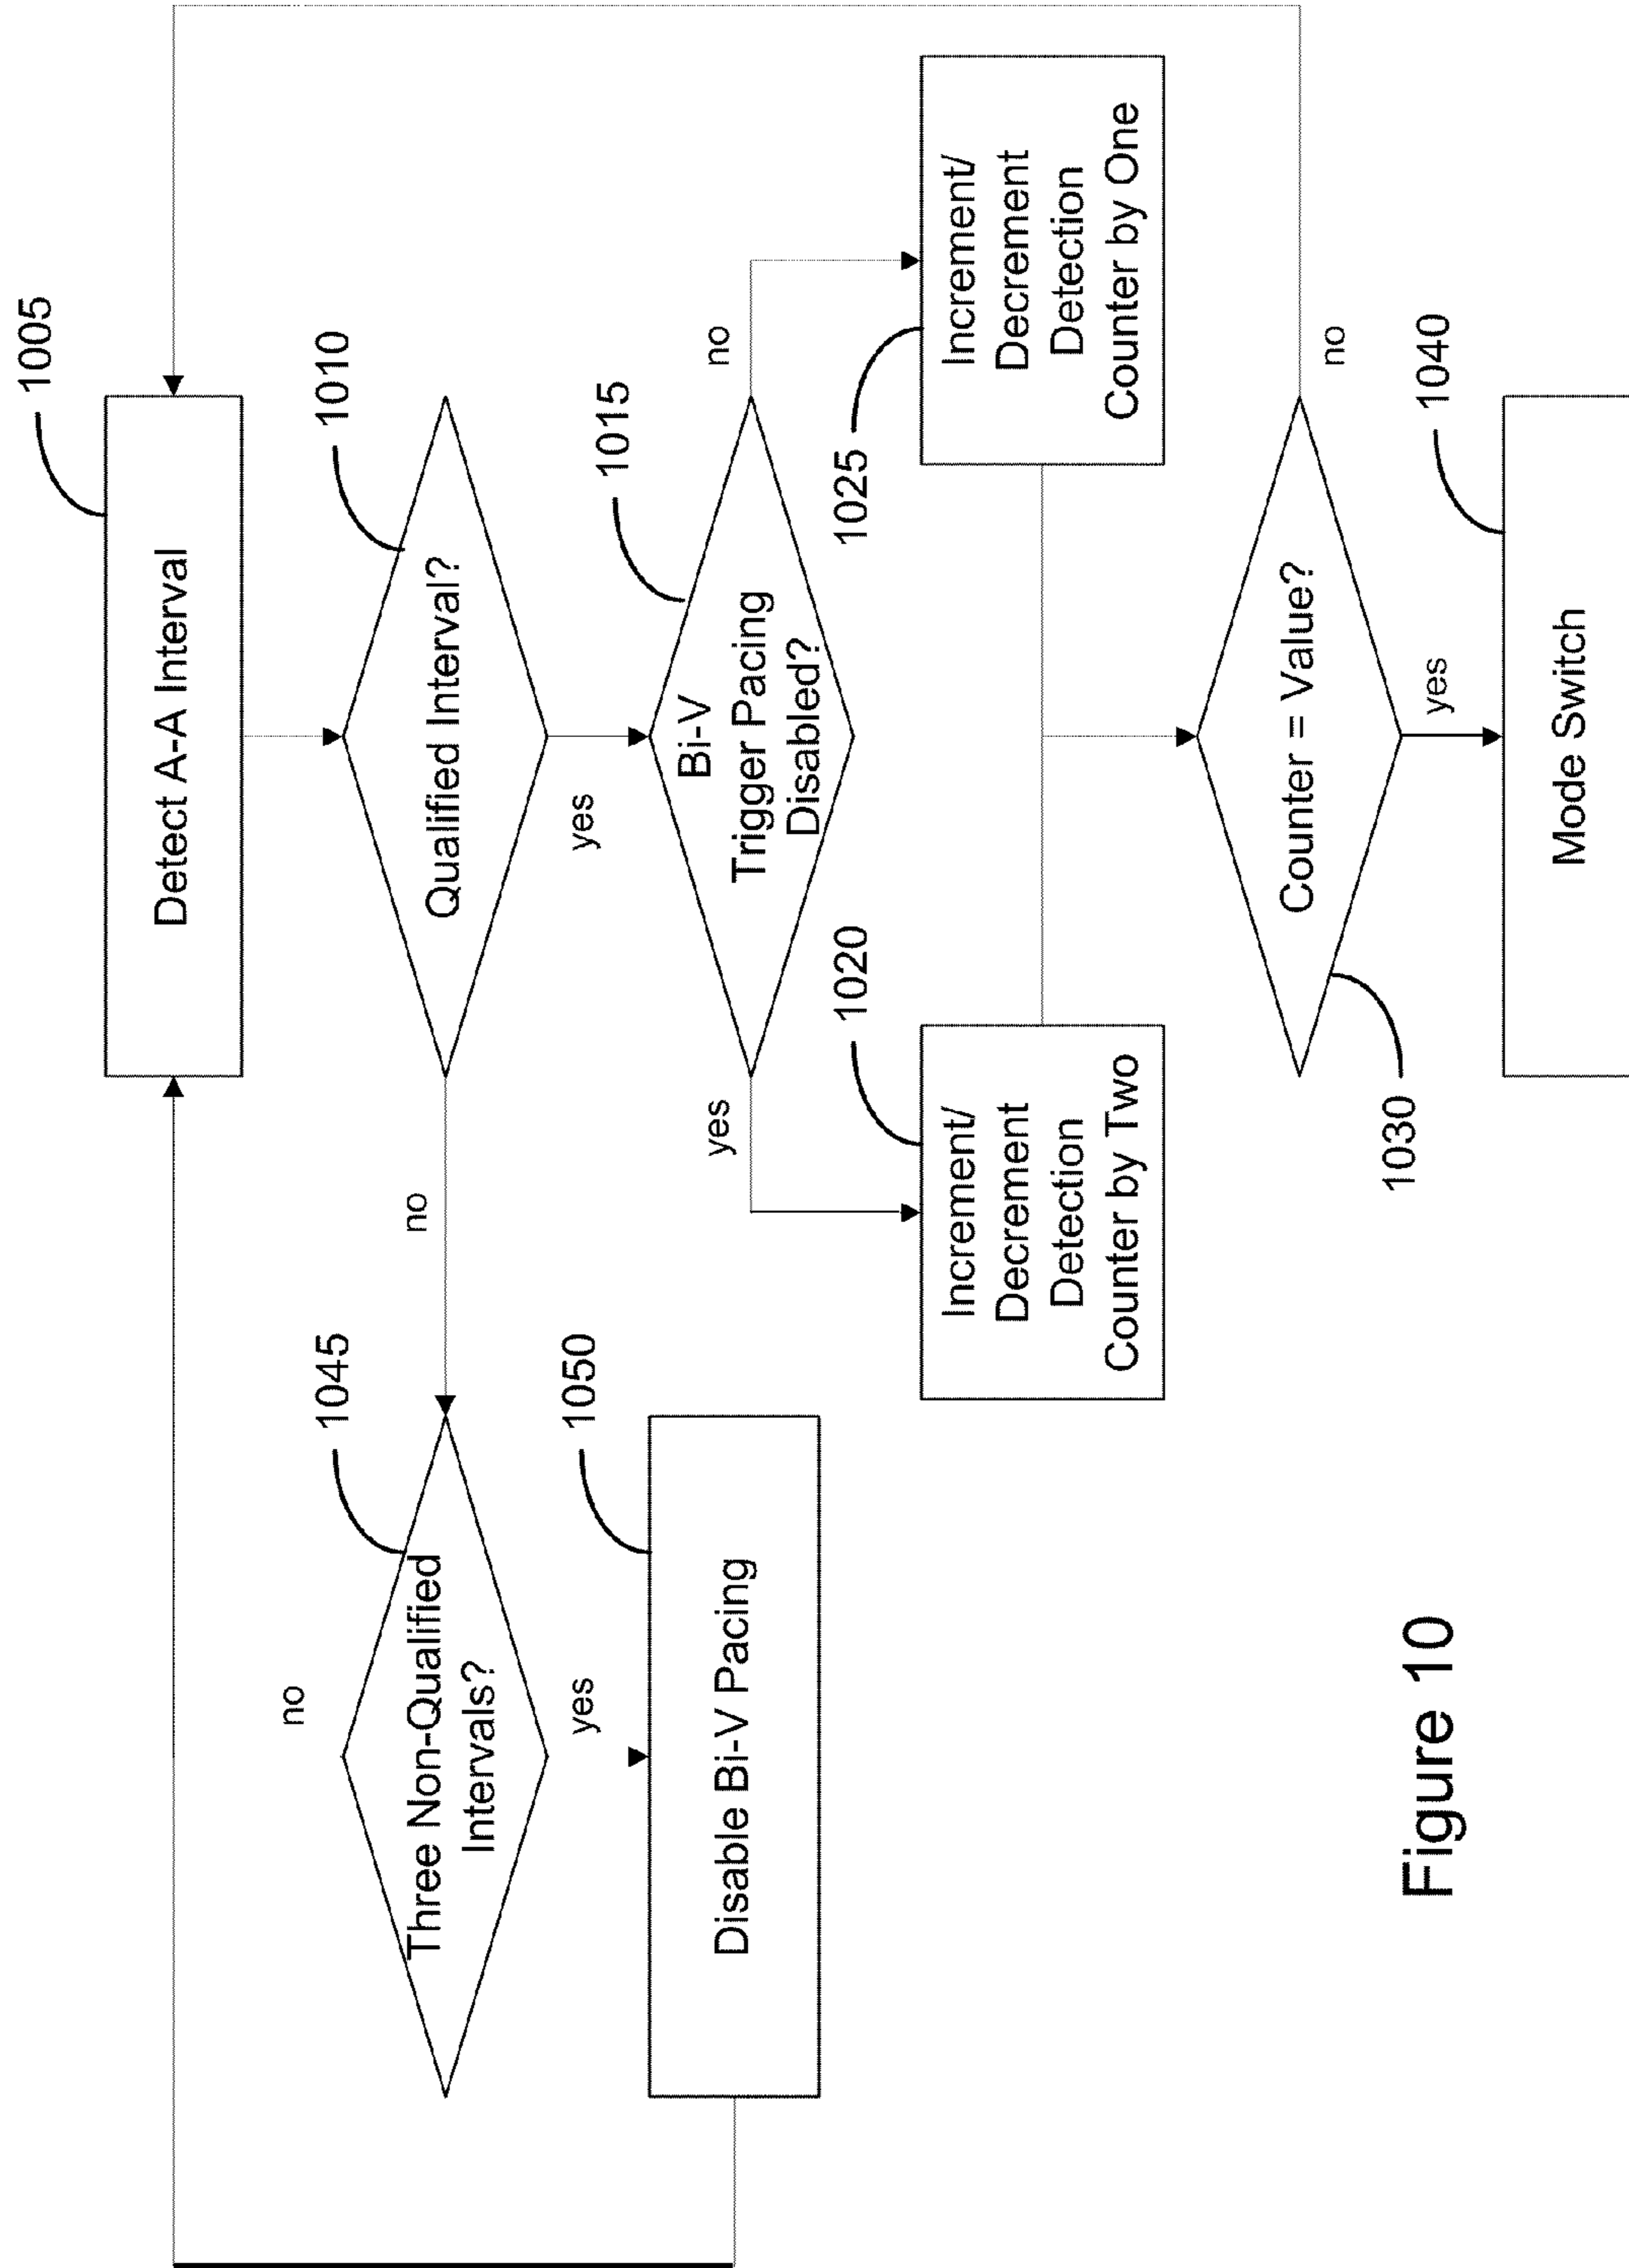 1005
Detect A-A Interval
1010
Qualified Interval?
no
yes
1045
Three Non-Qualified
Intervals?
no
yes
1050
Disable Bi-V Pacing
1015
Bi-V
Trigger Pacing
Disabled?
yes
no
1020
Increment/
Decrement
Detection
Counter by Two
1025
Increment/
Decrement
Detection
Counter by One
1030
Counter = Value?
no
yes
1040
Mode Switch
Figure 10